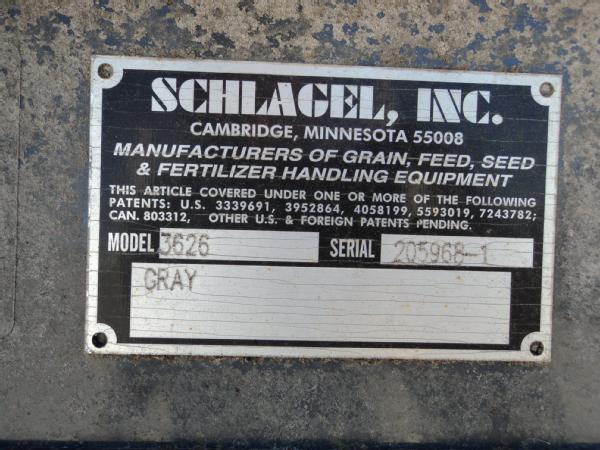 SCHLAGEL, INC.
CAMBRIDGE, MINNESOTA 55008
MANUFACTURERS OF GRAIN, FEED, SEED
& FERTILIZER HANDLING EQUIPMENT
THIS ARTICLE COVERED UNDER ONE OR MORE OF THE FOLLOWING
PATENTS: U.S. 3339691, 3952864, 4058199, 5593019, 7243782;
CAN. 803312, OTHER U.S. & FOREIGN PATENTS PENDING.
MODEL 3626 SERIAL 205968-1
GRAY